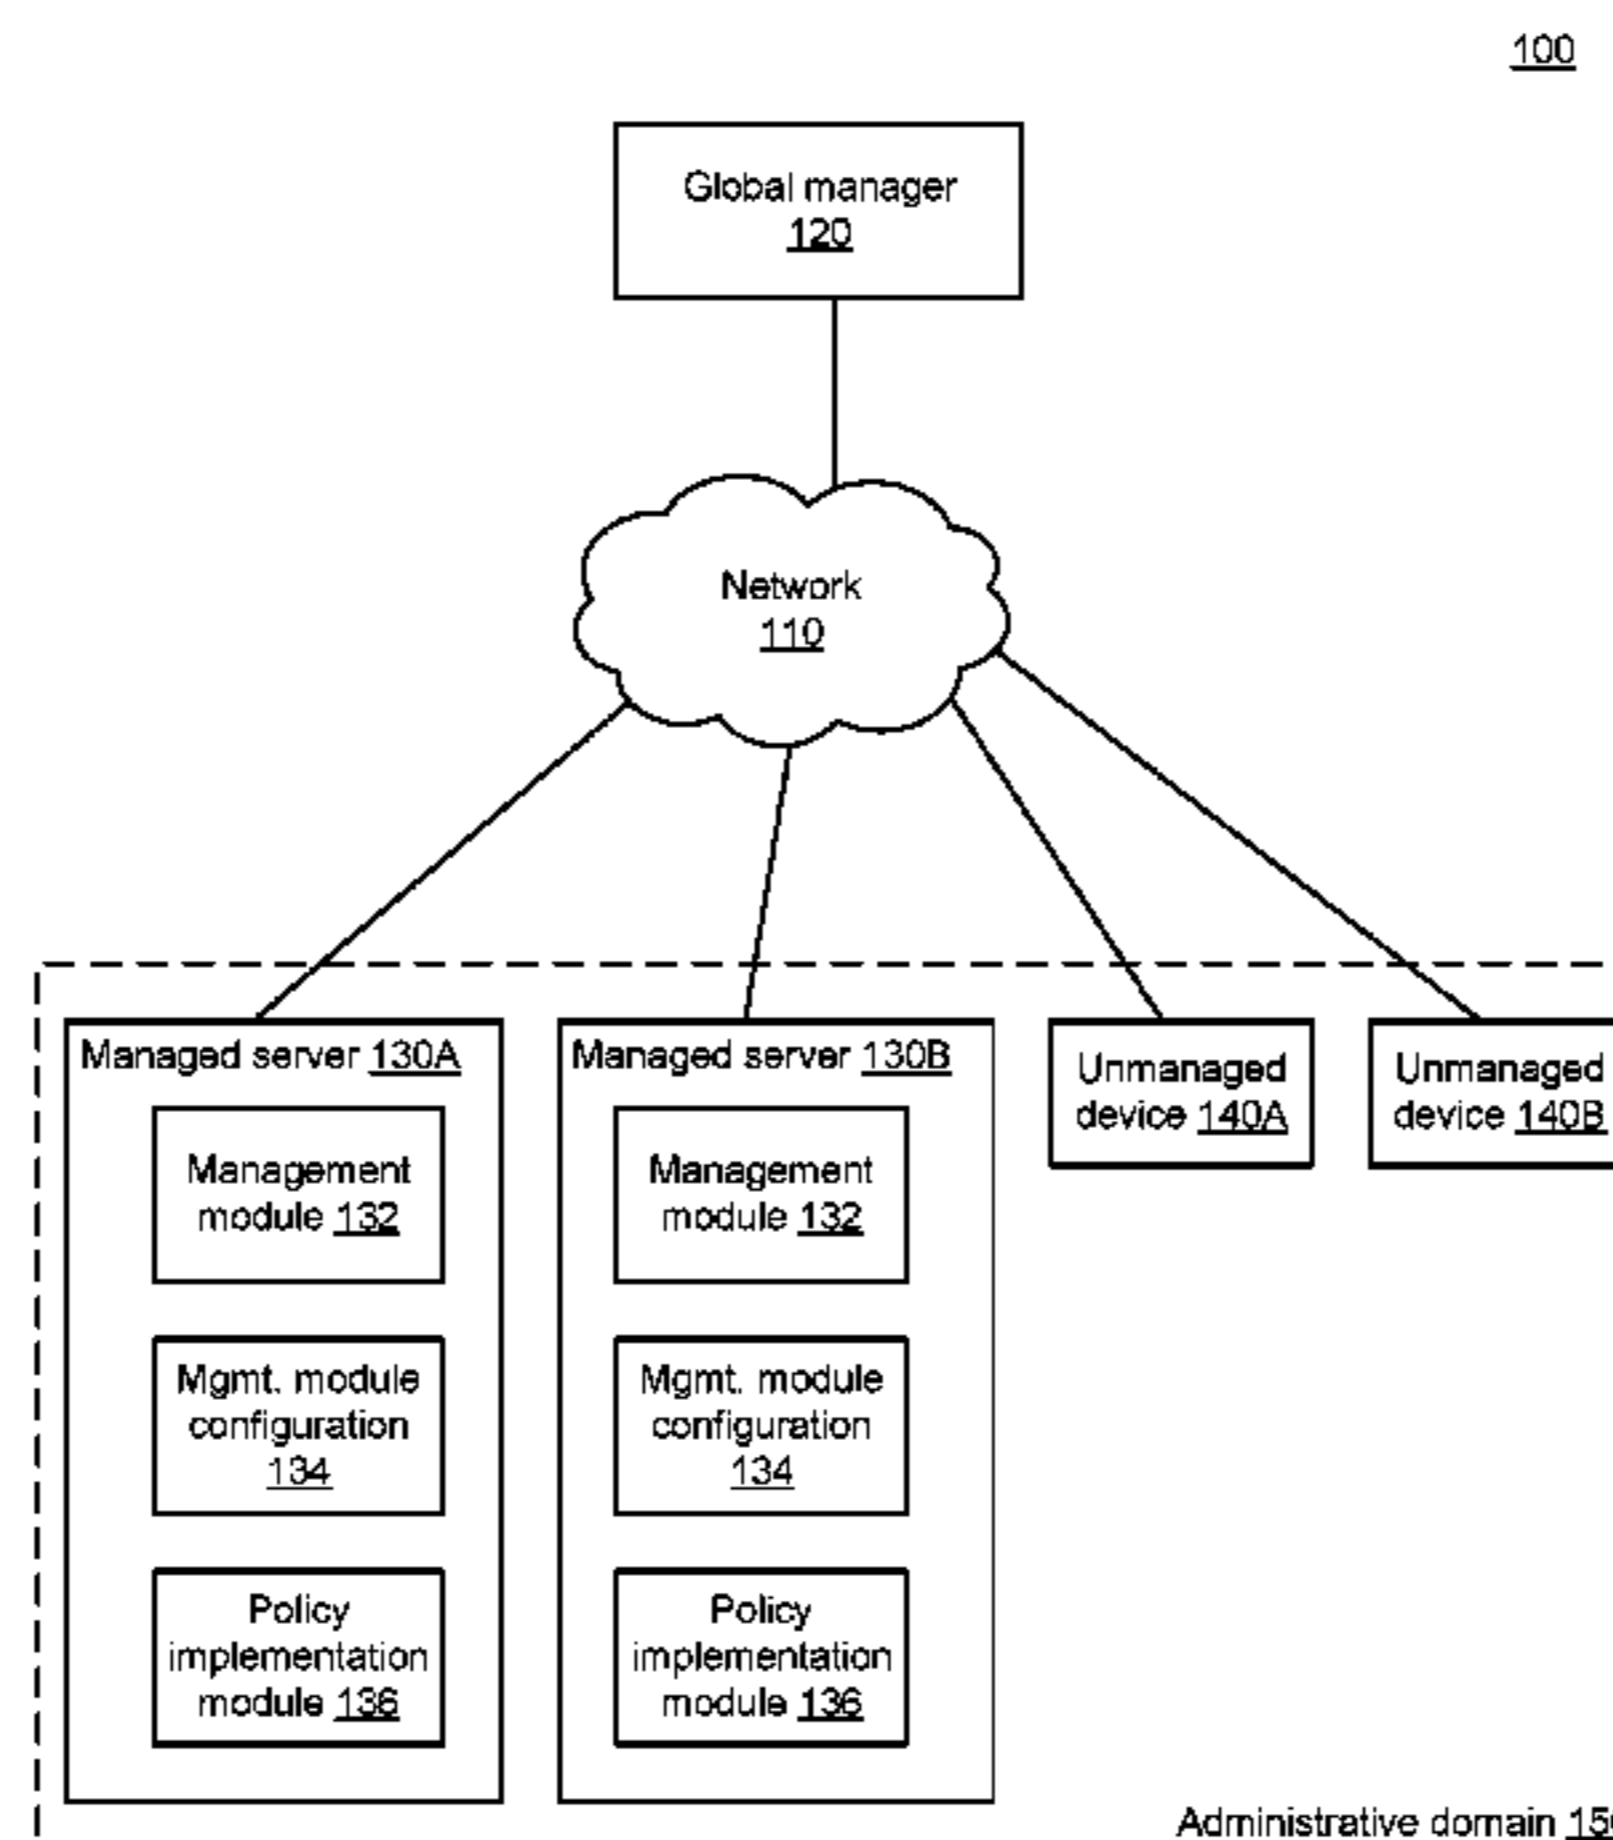 100
Global manager
120
Network
110
Managed server 130A
Management
module 132
Mgmt. module
configuration
134
Policy
implementation
module 136
Managed server 130B
Management
module 132
Mgmt. module
configuration
134
Policy
implementation
module 136
Unmanaged
device 140A
Unmanaged
device 140B
Administrative domain